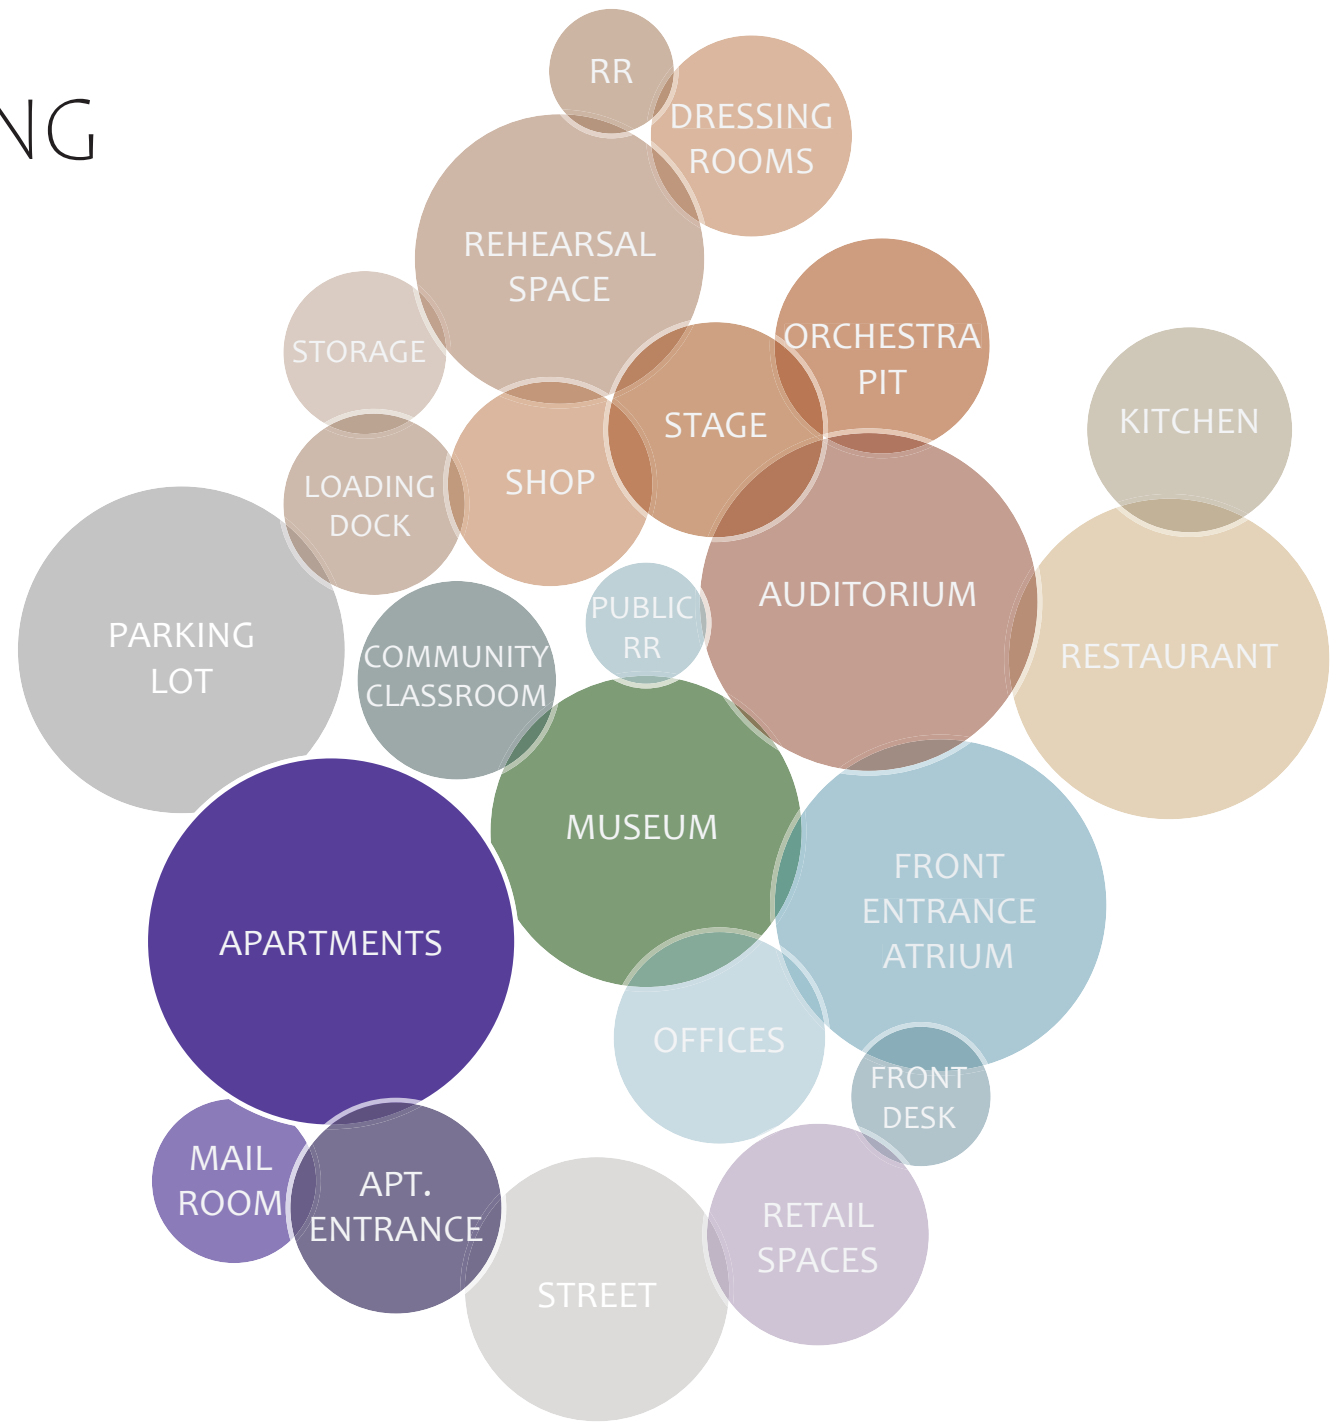 NG
RR
DRESSING
ROOMS
REHEARSAL
SPACE
STORAGE
ORCHESTRA
PIT
STAGE
KITCHEN
LOADING
DOCK
SHOP
PARKING
LOT
COMMUNITY
CLASSROOM
PUBLIC
RR
AUDITORIUM
RESTAURANT
MUSEUM
FRONT
ENTRANCE
ATRIUM
APARTMENTS
OFFICES
FRONT
DESK
MAIL
ROOM
APT.
ENTRANCE
RETAIL
SPACES
STREET